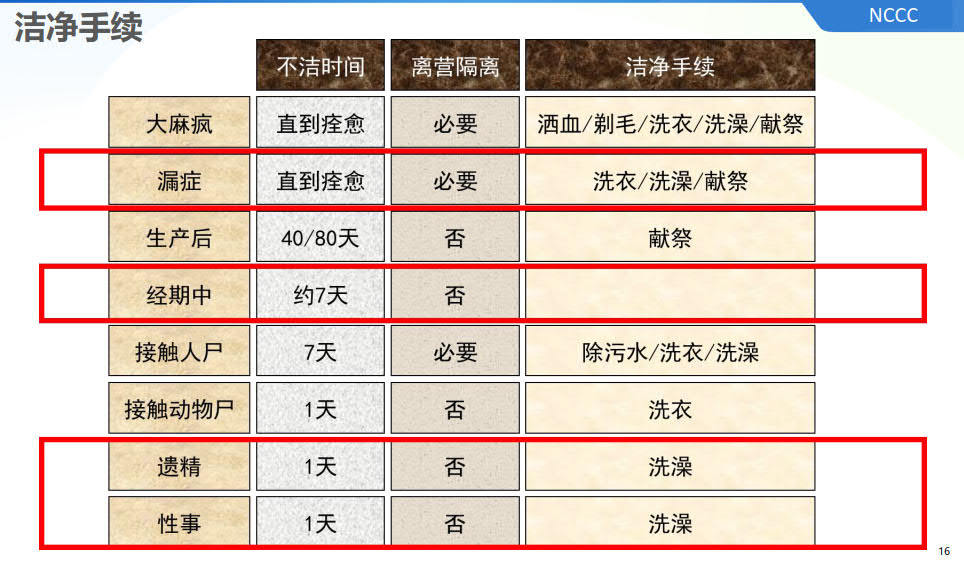 洁净手续
NCCC
不洁时间 离营隔离 洁净手续
大麻疯 直到痊愈 必要 洒血/剃毛/洗衣/洗澡/献祭
漏症 直到痊愈 必要 洗衣/洗澡/献祭
生产后 40/80天 否 献祭
经期中 约7天 否
接触人尸 7天 必要 除污水/洗衣/洗澡
接触动物尸 1天 否 洗衣
遗精 1天 否 洗澡
性事 1天 否 洗澡
16